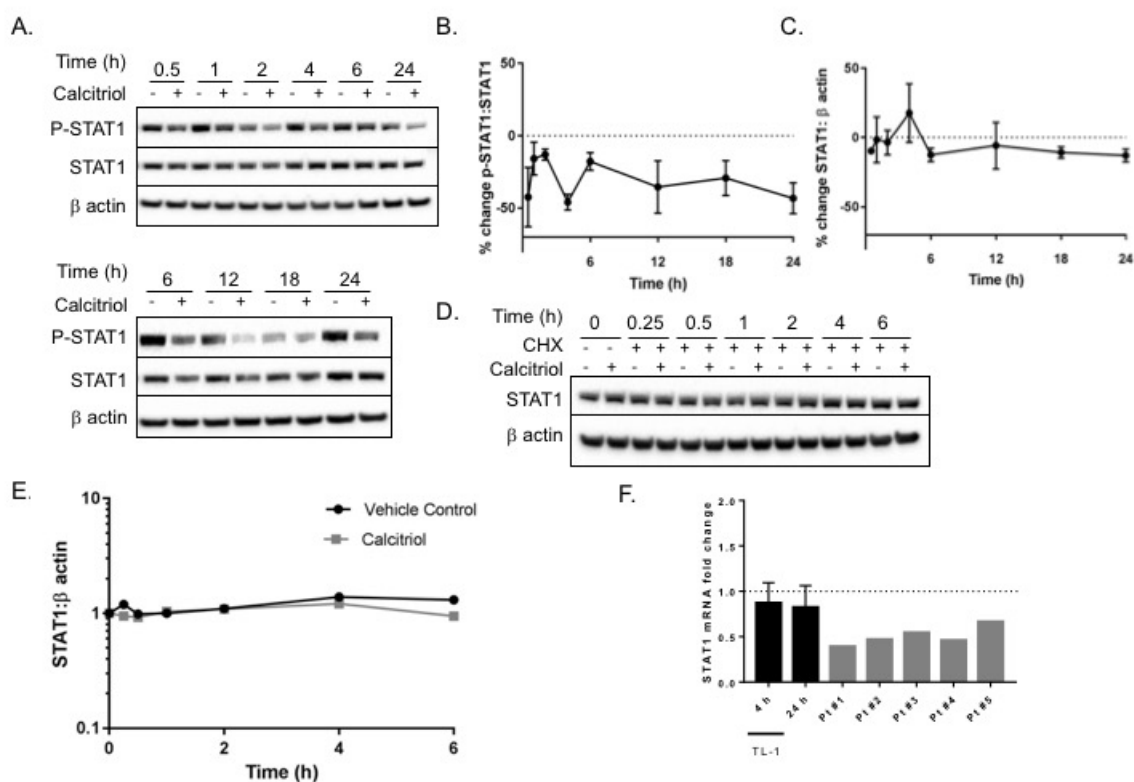 A.
Time (h)
0.5 1 2 4 6 24
Calcitriol - + - + - + - + - + - +
P-STAT1
STAT1
β actin
Time (h)
6 12 18 24
Calcitriol - + - + - + - +
P-STAT1
STAT1
β actin
B.
% change p-STAT1:STAT1
50
0
-50
6 12 18 24
Time (h)
C.
% change STAT1: β actin
50
0
-50
6 12 18 24
Time (h)
D.
Time (h) 0 0.25 0.5 1 2 4 6
CHX - - + + + + + + + + + + + +
Calcitriol - + - + - + - + - + - + - +
STAT1
β actin
E.
STAT1:β actin
10
1
0.1
0 2 4 6
Time (h)
Vehicle Control
Calcitriol
F.
STAT1 mRNA fold change
2.0
1.5
1.0
0.5
0.0
4 h 24 h Pt #1 Pt #2 Pt #3 Pt #4 Pt #5
TL-1